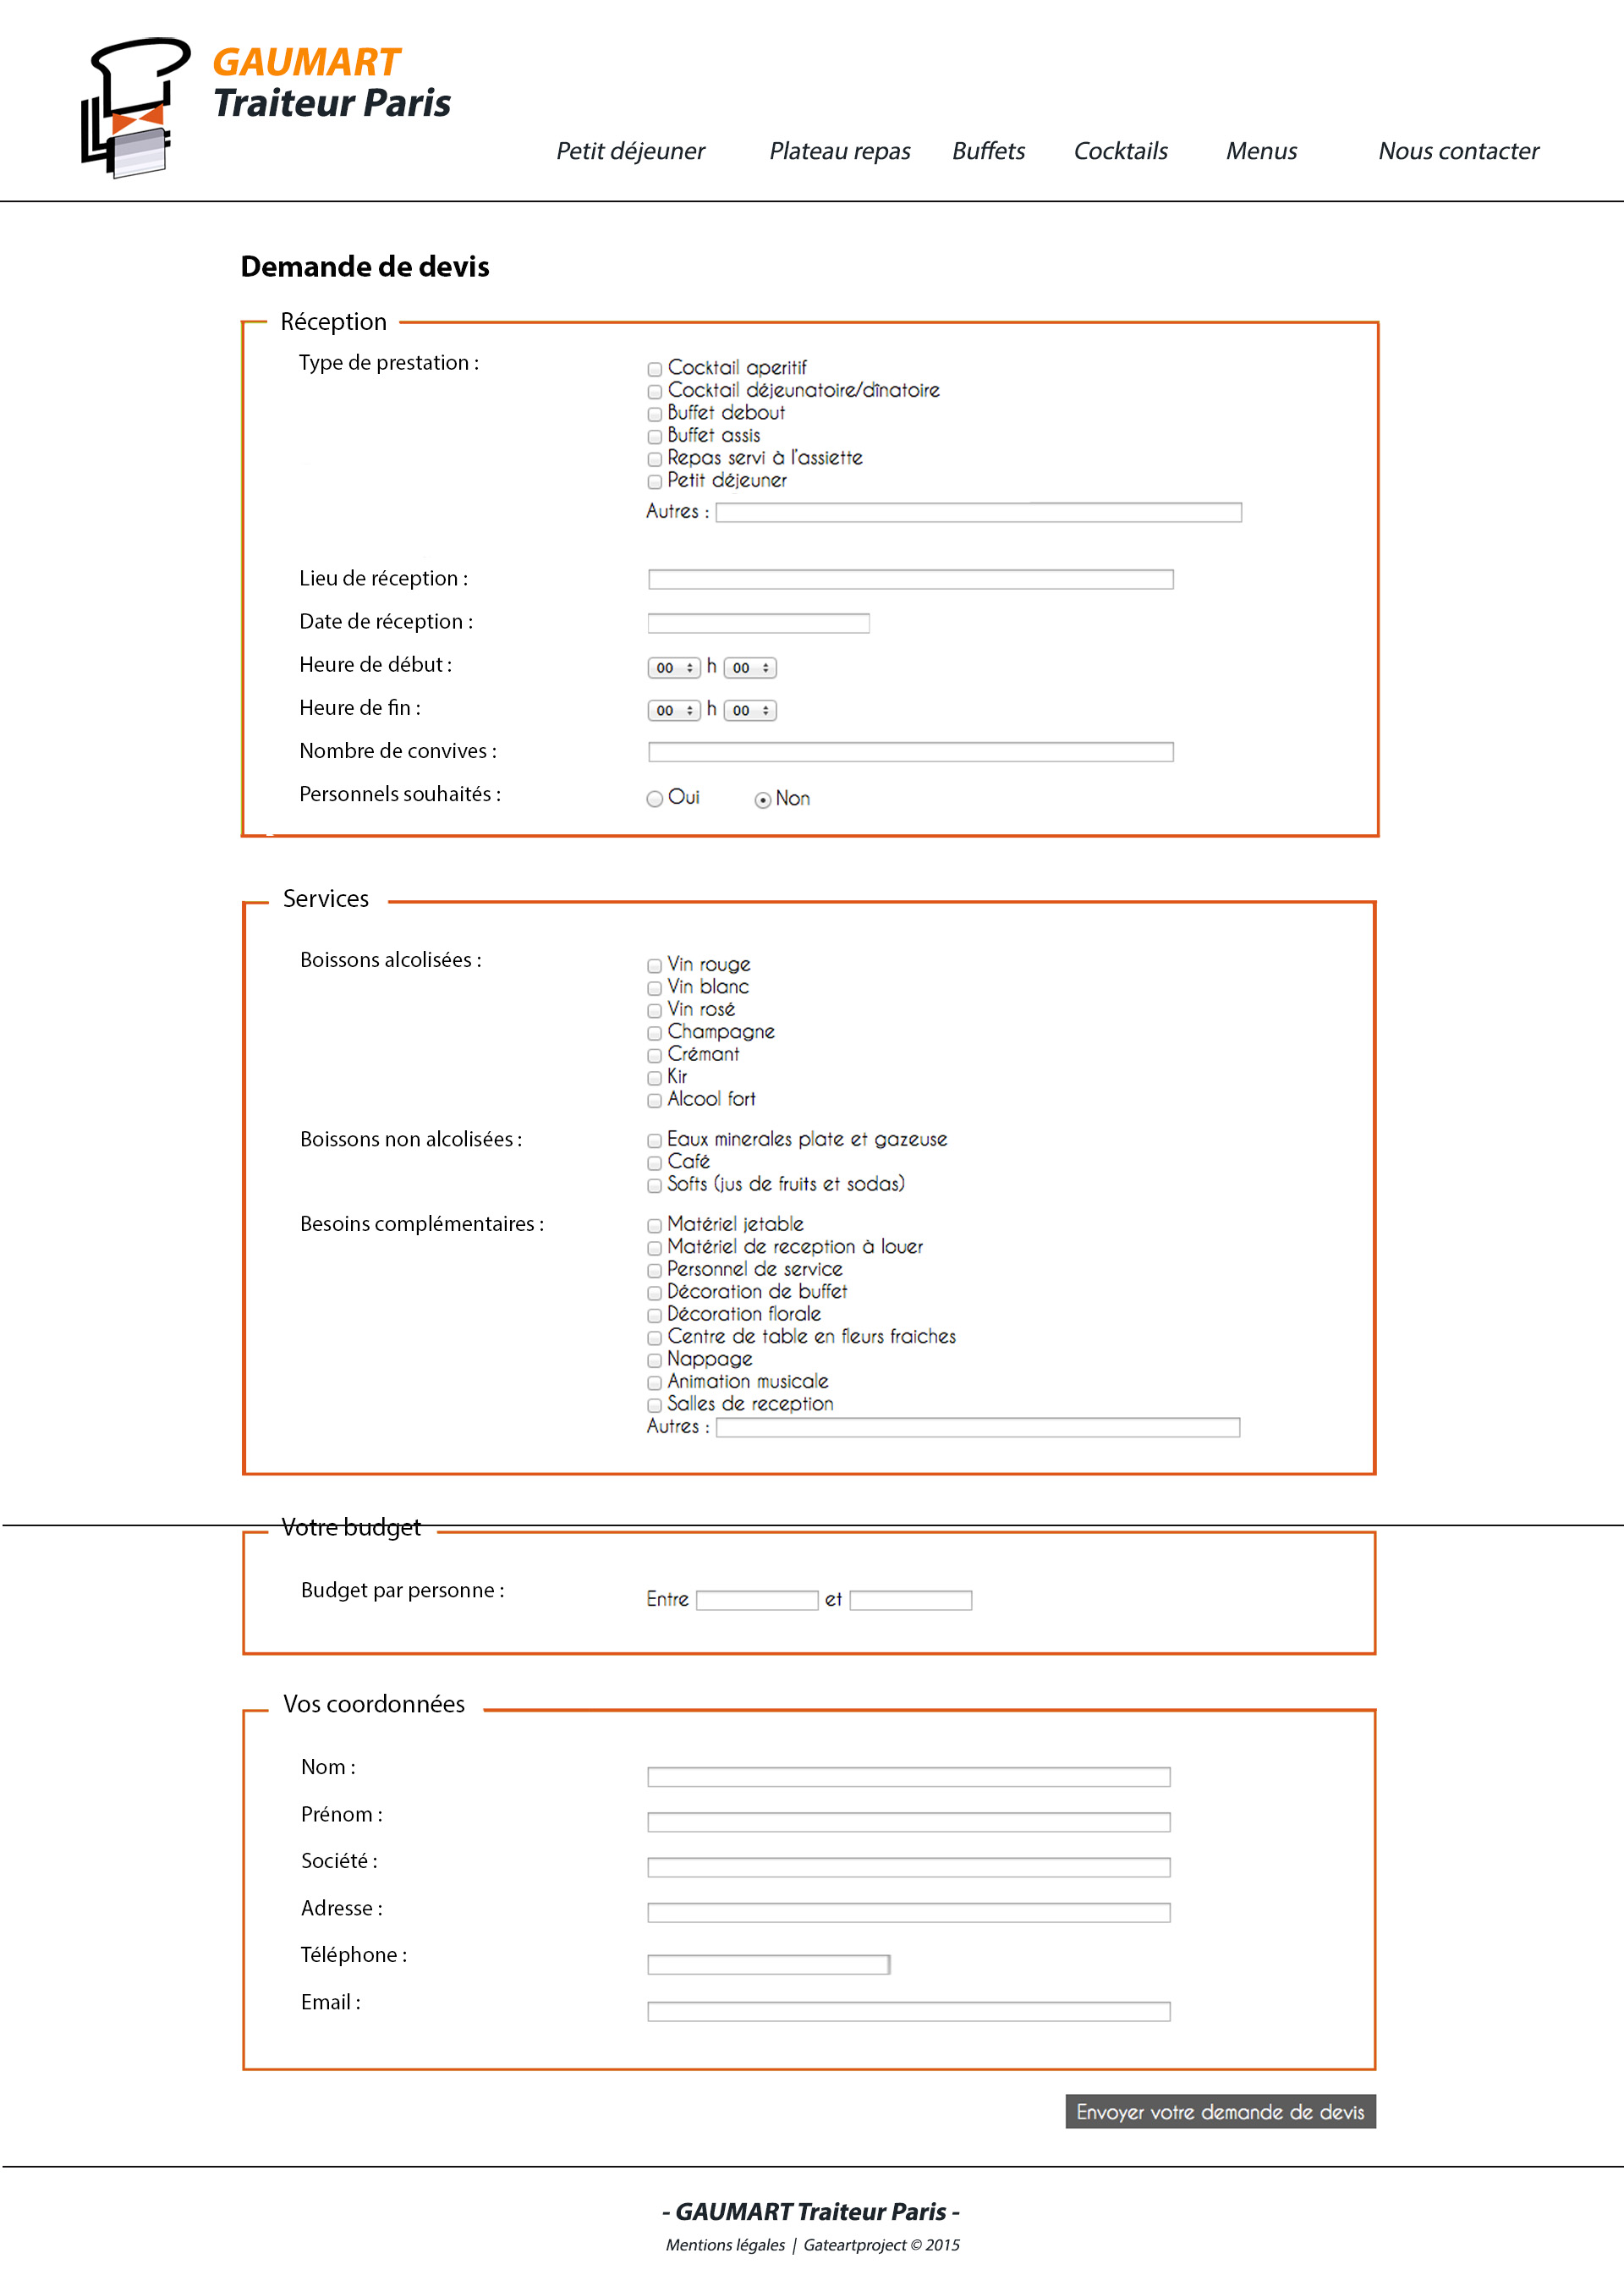 GAUMART
Traiteur Paris
Petit déjeuner Plateau repas Buffets Cocktails Menus Nous contacter
Demande de devis
Réception
Type de prestation :
Cocktail aperitif
Cocktail déjeunatoire/dînatoire
Buffet debout
Buffet assis
Repas servi à l'assiette
Petit déjeuner
Autres :
Lieu de réception :
Date de réception :
Heure de début : 00 h 00
Heure de fin : 00 h 00
Nombre de convives :
Personnels souhaités : Oui Non
Services
Boissons alcolisées :
Vin rouge
Vin blanc
Vin rosé
Champagne
Crémant
Kir
Alcool fort
Boissons non alcolisées :
Eaux minerales plate et gazeuse
Café
Softs (jus de fruits et sodas)
Besoins complémentaires :
Matériel jetable
Matériel de reception à louer
Personnel de service
Décoration de buffet
Décoration florale
Centre de table en fleurs fraiches
Nappage
Animation musicale
Salles de reception
Autres :
Votre budget
Budget par personne : Entre et
Vos coordonnées
Nom :
Prénom :
Société :
Adresse :
Téléphone :
Email :
Envoyer votre demande de devis
- GAUMART Traiteur Paris -
Mentions légales | Gateartproject © 2015